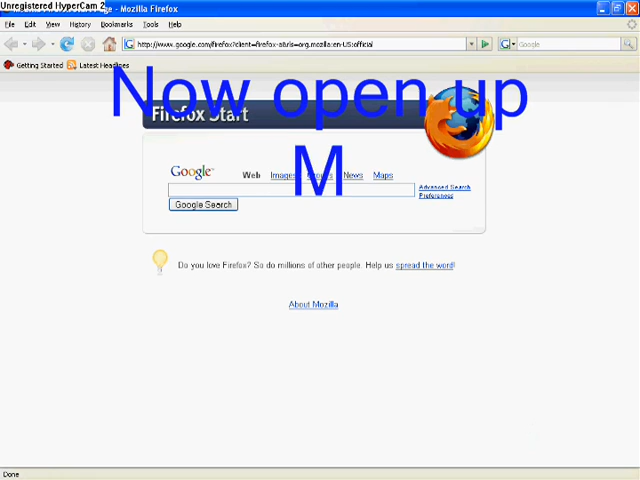 Unregistered HyperCam 2
- Mozilla Firefox
File Edit View History Bookmarks Tools Help
http://www.google.com/firefox?client=firefox-a&rls=org.mozilla:en-US:official
Google
Getting Started Latest Headlines
Now open up
M
Firefox Start
Google
Web Images News Maps
Advanced Search
Preferences
Google Search
Do you love Firefox? So do millions of other people. Help us spread the word!
About Mozilla
Done